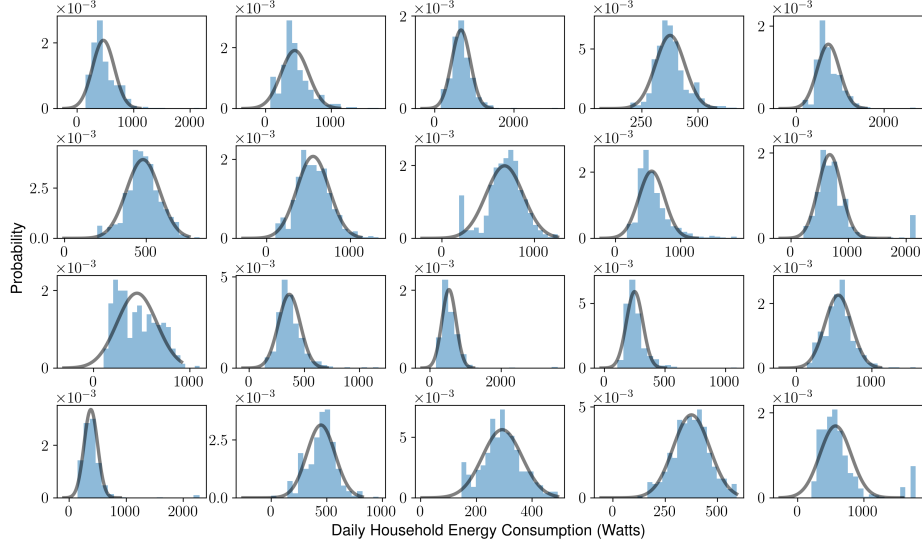 ×10⁻³ ×10⁻³ ×10⁻³ ×10⁻³ ×10⁻³
2 2 2 5 2
0 0 0 0 0
0 1000 2000 0 1000 0 2000 250 500 0 2000
×10⁻³ ×10⁻³ ×10⁻³ ×10⁻³ ×10⁻³
2.5 2 2 2 2
0.0 0 0 0 0
0 500 0 1000 0 1000 0 1000 0 1000 2000
Probability
×10⁻³ ×10⁻³ ×10⁻³ ×10⁻³ ×10⁻³
2 5 2 5 2
0 0 0 0 0
0 1000 0 500 1000 0 2000 0 500 1000 0 1000
×10⁻³ ×10⁻³ ×10⁻³ ×10⁻³ ×10⁻³
2 2.5 5 5 2
0 0.0 0 0 0
0 1000 2000 0 500 1000 0 200 400 0 250 500 0 1000
Daily Household Energy Consumption (Watts)